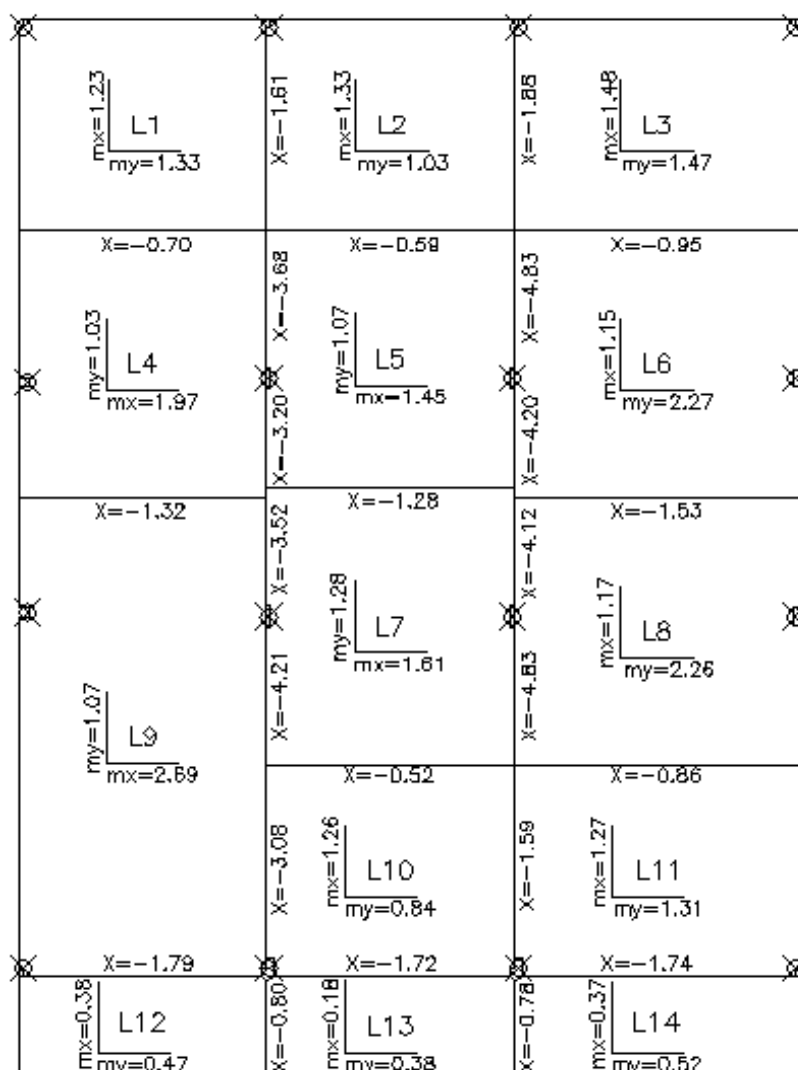 mx=1.23
L1
my=1.33
X=-1.61
mx=1.33
L2
my=1.03
X=-1.88
mx=1.48
L3
my=1.47
X=-0.70
X=-0.59
X=-0.95
X=-3.68
X=-4.83
my=1.03
L4
mx=1.97
my=1.07
L5
mx=1.45
mx=1.15
L6
my=2.27
X=-3.20
X=-4.20
X=-1.32
X=-1.28
X=-1.53
X=-3.52
X=-4.12
my=1.28
L7
mx=1.61
mx=1.17
L8
my=2.26
X=-4.21
X=-4.83
my=1.07
L9
mx=2.69
X=-0.52
X=-0.86
X=-3.08
mx=1.26
L10
my=0.84
X=-1.59
mx=1.27
L11
my=1.31
X=-1.79
X=-1.72
X=-1.74
mx=0.38
L12
my=0.47
X=-0.80
mx=0.18
L13
my=0.38
X=-0.78
mx=0.37
L14
my=0.52